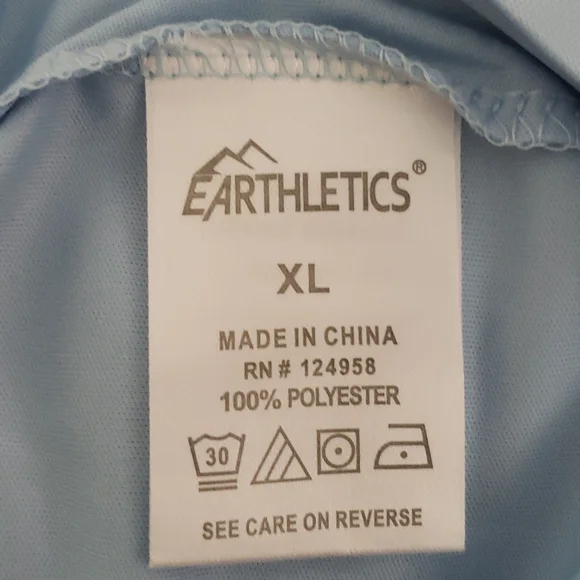 EARTHLETICS®
XL
MADE IN CHINA
RN # 124958
100% POLYESTER
30
SEE CARE ON REVERSE